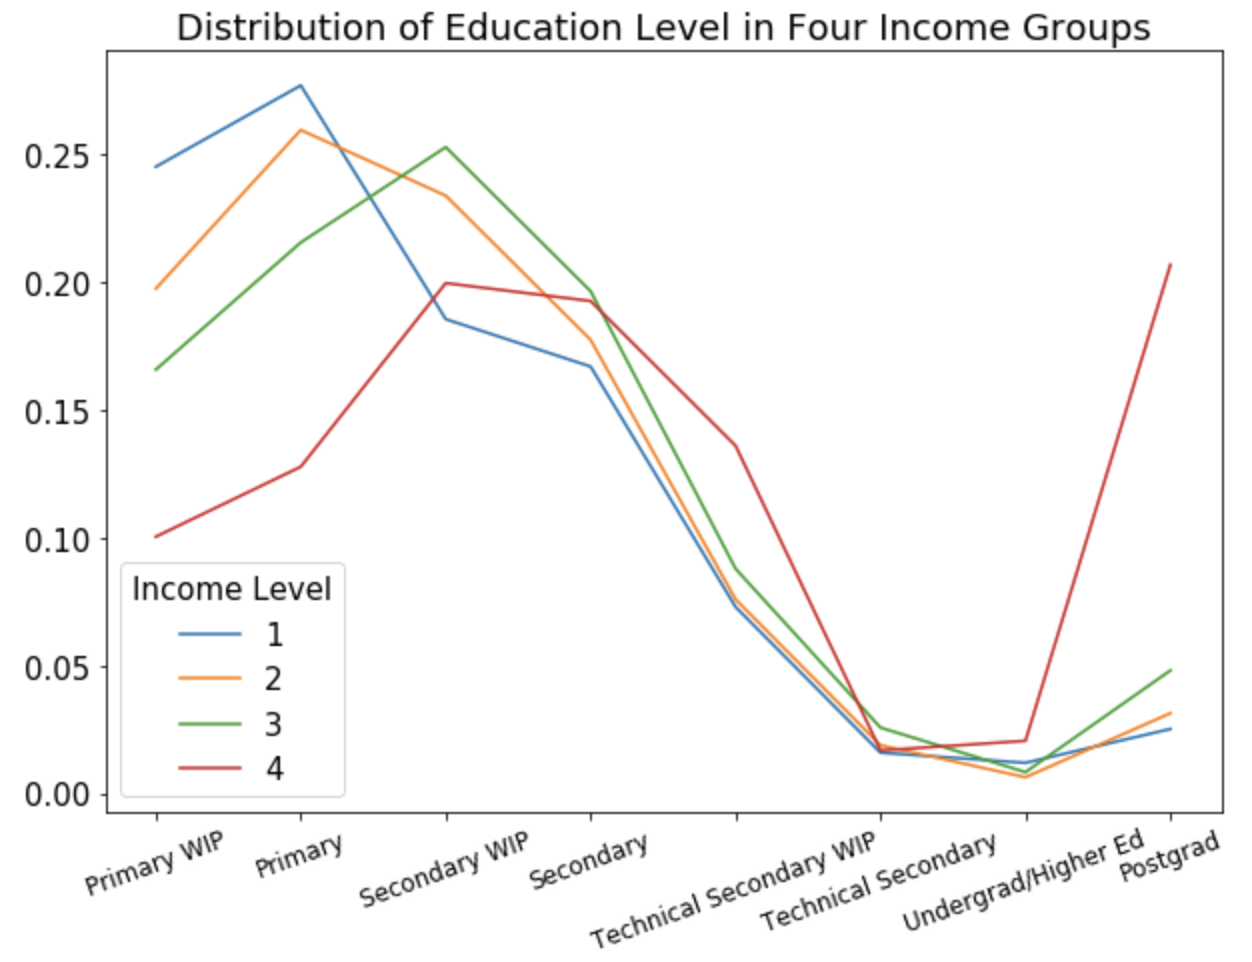 Distribution of Education Level in Four Income Groups
0.25
0.20
0.15
0.10
0.05
0.00
Income Level
1
2
3
4
Primary WIP
Primary
Secondary WIP
Secondary
Technical Secondary WIP
Technical Secondary
Undergrad/Higher Ed
Postgrad